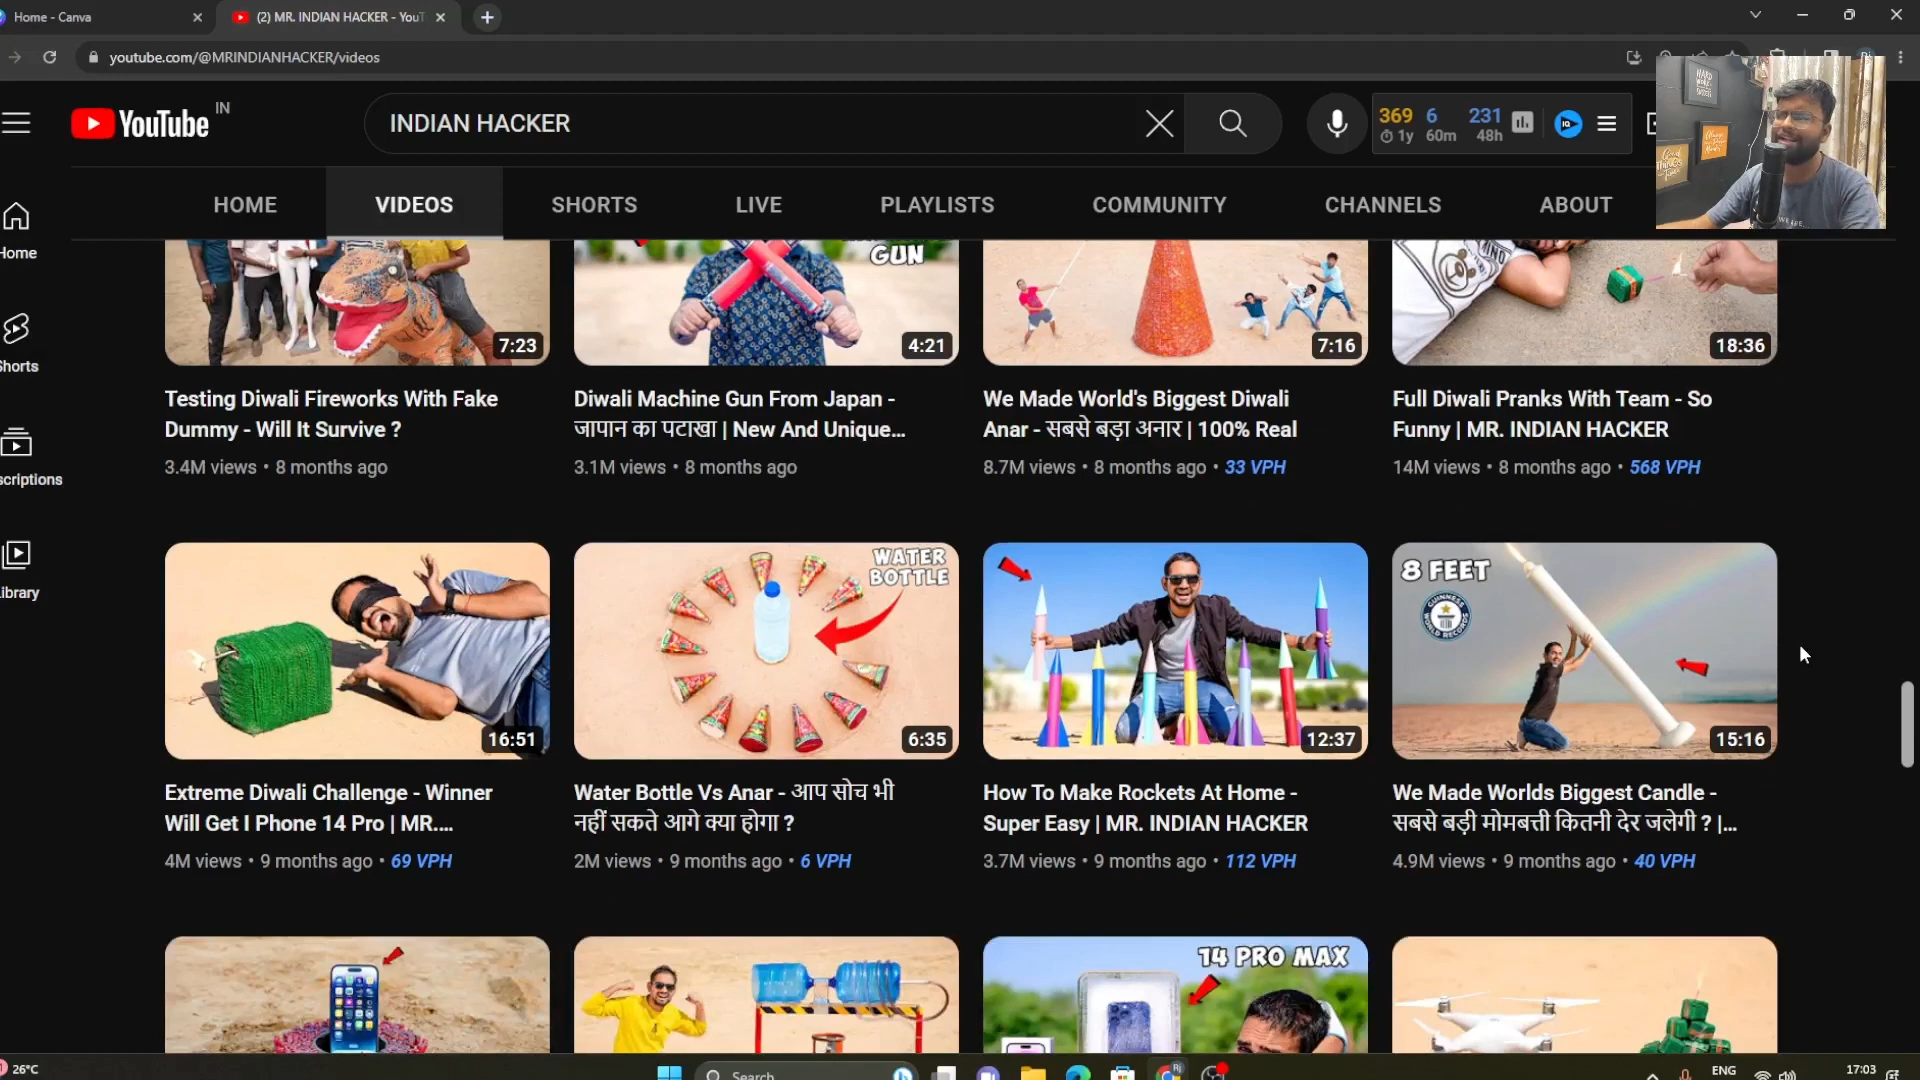 Home - Canva
(2) MR. INDIAN HACKER - YouT
youtube.com/@MRINDIANHACKER/videos
YouTube IN
INDIAN HACKER
369 6 231
1y 60m 48h
HARD WORK SUCCESS
HOME VIDEOS SHORTS LIVE PLAYLISTS COMMUNITY CHANNELS ABOUT
Home
Shorts
scriptions
ibrary
GUN
7:23
4:21
7:16
18:36
Testing Diwali Fireworks With Fake
Dummy - Will It Survive ?
3.4M views • 8 months ago
Diwali Machine Gun From Japan -
जापान का पटाखा | New And Unique...
3.1M views • 8 months ago
We Made World's Biggest Diwali
Anar - सबसे बड़ा अनार | 100% Real
8.7M views • 8 months ago • 33 VPH
Full Diwali Pranks With Team - So
Funny | MR. INDIAN HACKER
14M views • 8 months ago • 568 VPH
16:51
WATER
BOTTLE
6:35
12:37
8 FEET
GUINNESS
WORLD RECORDS
15:16
Extreme Diwali Challenge - Winner
Will Get I Phone 14 Pro | MR....
4M views • 9 months ago • 69 VPH
Water Bottle Vs Anar - आप सोच भी
नहीं सकते आगे क्या होगा ?
2M views • 9 months ago • 6 VPH
How To Make Rockets At Home -
Super Easy | MR. INDIAN HACKER
3.7M views • 9 months ago • 112 VPH
We Made Worlds Biggest Candle -
सबसे बड़ी मोमबत्ती कितनी देर जलेगी ? |...
4.9M views • 9 months ago • 40 VPH
14 PRO MAX
26°C
Search
ENG
17:03